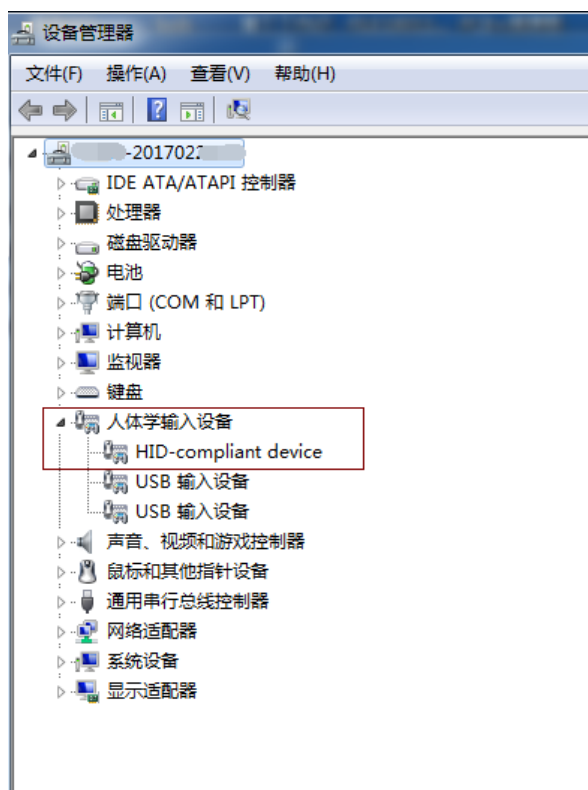 设备管理器
文件(F) 操作(A) 查看(V) 帮助(H)
-201702
IDE ATA/ATAPI 控制器
处理器
磁盘驱动器
电池
端口 (COM 和 LPT)
计算机
监视器
键盘
人体学输入设备
HID-compliant device
USB 输入设备
USB 输入设备
声音、视频和游戏控制器
鼠标和其他指针设备
通用串行总线控制器
网络适配器
系统设备
显示适配器